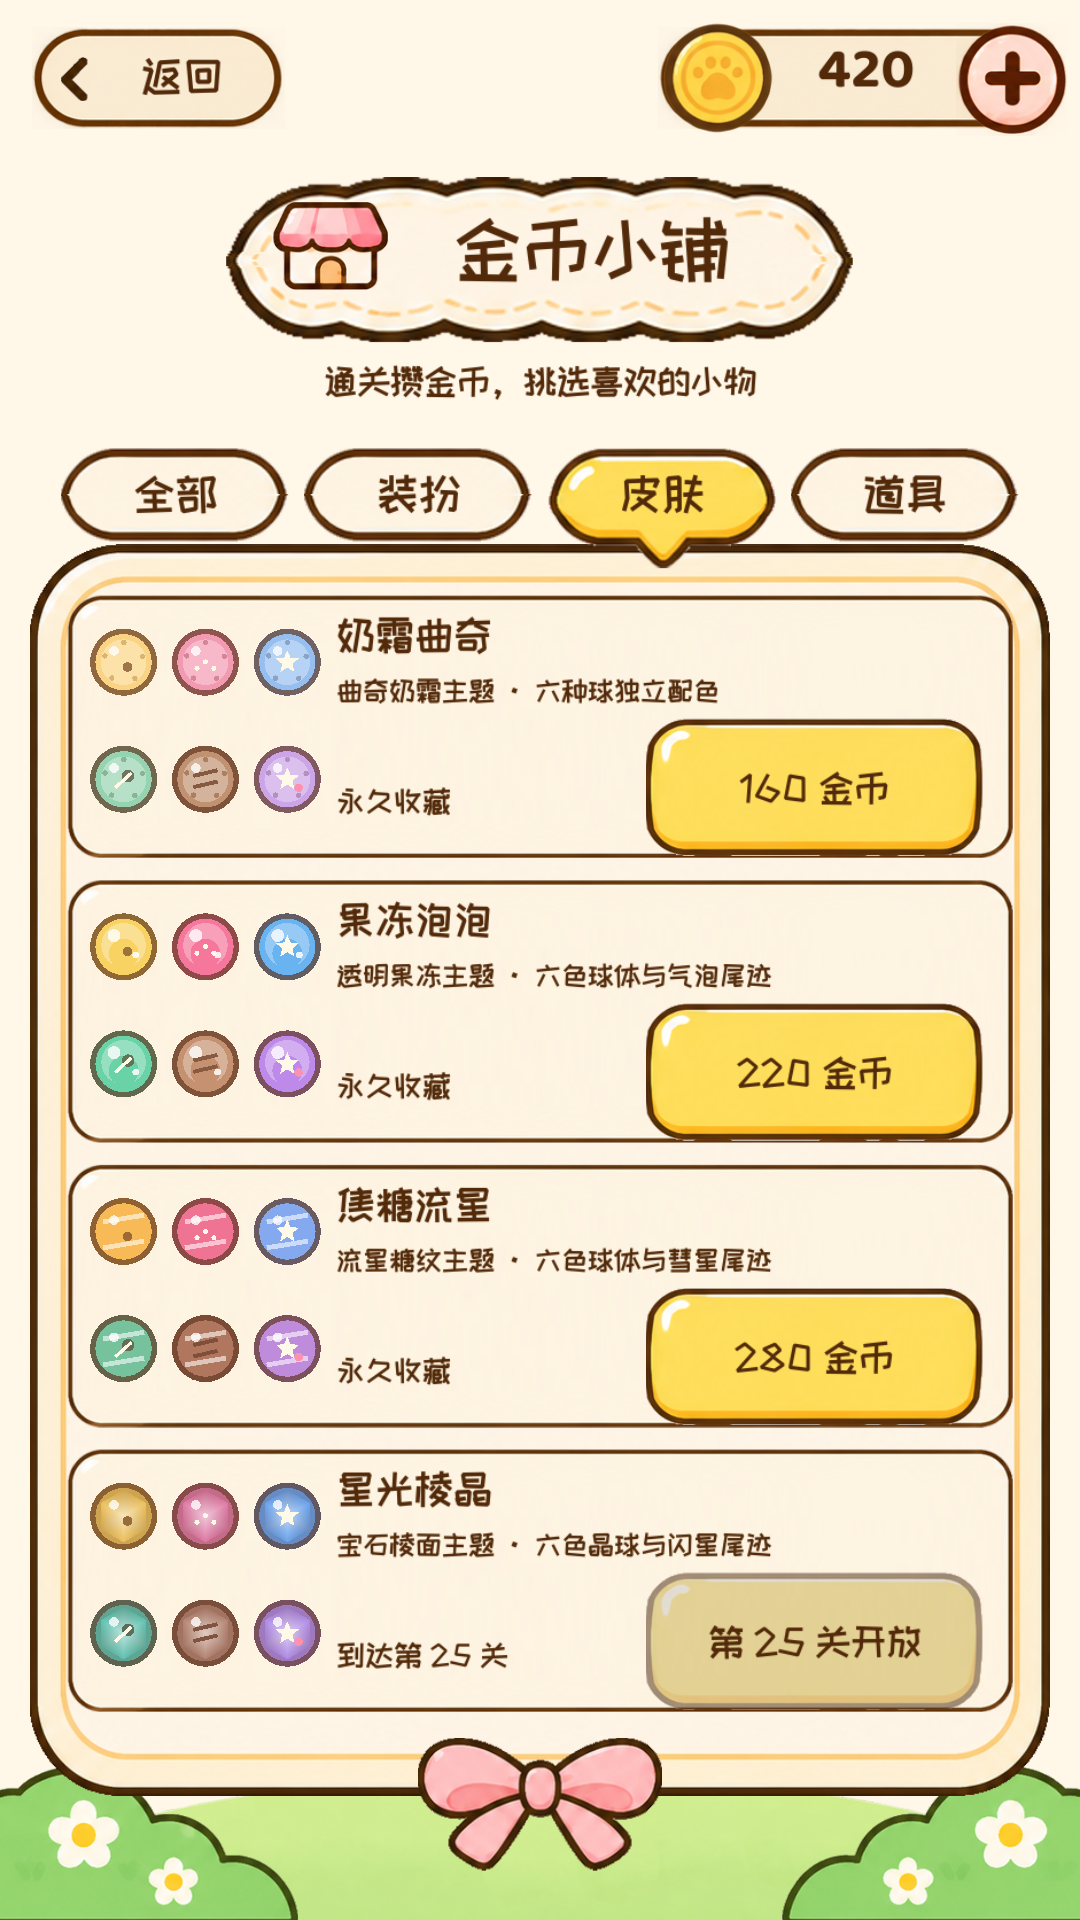 返回
420
金币小铺
通关攒金币，挑选喜欢的小物
全部
装扮
皮肤
道具
奶霜曲奇
曲奇奶霜主题 · 六种球独立配色
永久收藏
160 金币
果冻泡泡
透明果冻主题 · 六色球体与气泡尾迹
永久收藏
220 金币
焦糖流星
流星糖纹主题 · 六色球体与彗星尾迹
永久收藏
280 金币
星光棱晶
宝石棱面主题 · 六色晶球与闪星尾迹
到达第 25 关
第 25 关开放